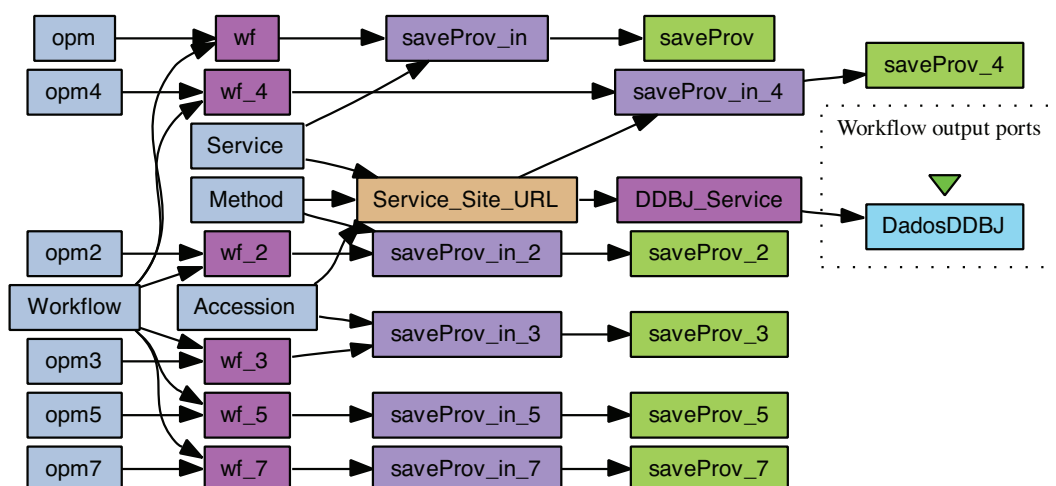 opm
wf
saveProv_in
saveProv
opm4
wf_4
saveProv_in_4
saveProv_4
Service
Workflow output ports
Method
Service_Site_URL
DDBJ_Service
DadosDDBJ
opm2
wf_2
saveProv_in_2
saveProv_2
Workflow
Accession
saveProv_in_3
saveProv_3
opm3
wf_3
opm5
wf_5
saveProv_in_5
saveProv_5
opm7
wf_7
saveProv_in_7
saveProv_7